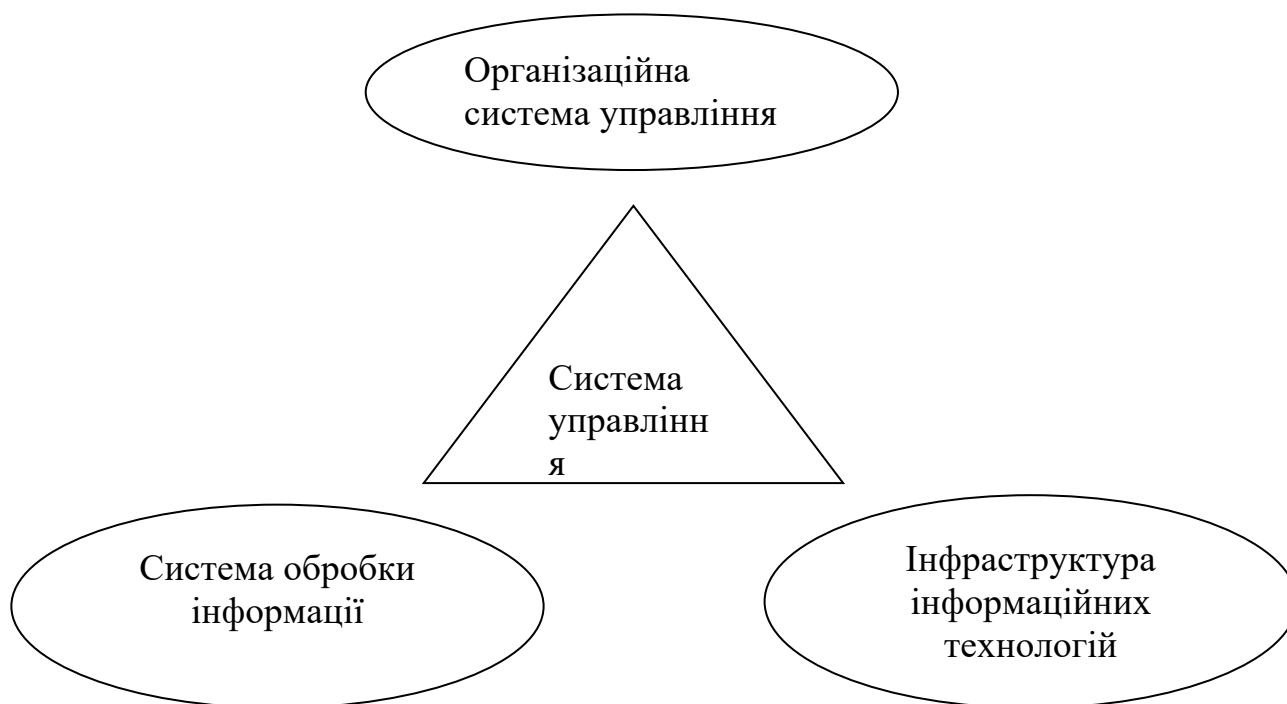 Організаційна
система управління
Система
управлінн
я
Система обробки
інформації
Інфраструктура
інформаційних
технологій